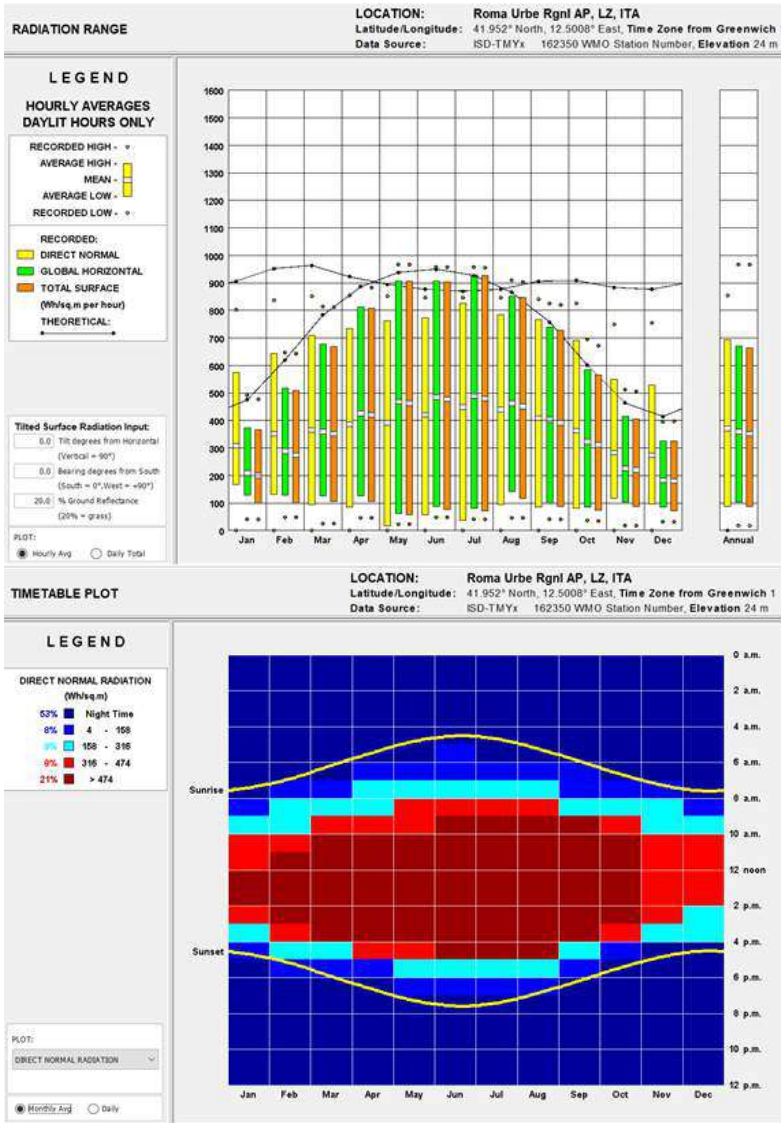 RADIATION RANGE
LOCATION: Roma Urbe Rgnl AP, LZ, ITA
Latitude/Longitude: 41.952° North, 12.5008° East, Time Zone from Greenwich
Data Source: ISD-TMYx 162350 WMO Station Number, Elevation 24 m
LEGEND
HOURLY AVERAGES
DAYLIT HOURS ONLY
RECORDED HIGH -
AVERAGE HIGH -
MEAN -
AVERAGE LOW -
RECORDED LOW -
RECORDED:
DIRECT NORMAL
GLOBAL HORIZONTAL
TOTAL SURFACE
(Wh/sq.m per hour)
THEORETICAL:
Tilted Surface Radiation Input:
0.0 Tilt degrees from Horizontal
(Vertical = 90°)
0.0 Bearing degrees from South
(South = 0°,West = +90°)
20.0 % Ground Reflectance
(20% = grass)
PLOT:
Hourly Avg Daily Total
1600
1500
1400
1300
1200
1100
1000
900
800
700
600
500
400
300
200
100
0
Jan Feb Mar Apr May Jun Jul Aug Sep Oct Nov Dec Annual
TIMETABLE PLOT
LOCATION: Roma Urbe Rgnl AP, LZ, ITA
Latitude/Longitude: 41.952° North, 12.5008° East, Time Zone from Greenwich 1
Data Source: ISD-TMYx 162350 WMO Station Number, Elevation 24 m
LEGEND
DIRECT NORMAL RADIATION
(Wh/sq.m)
53% Night Time
8% 4 - 158
158 - 316
9% 316 - 474
21% > 474
PLOT:
DIRECT NORMAL RADIATION
Monthly Avg Daily
Sunrise
Sunset
0 a.m.
2 a.m.
4 a.m.
6 a.m.
8 a.m.
10 a.m.
12 noon
2 p.m.
4 p.m.
6 p.m.
8 p.m.
10 p.m.
12 p.m.
Jan Feb Mar Apr May Jun Jul Aug Sep Oct Nov Dec